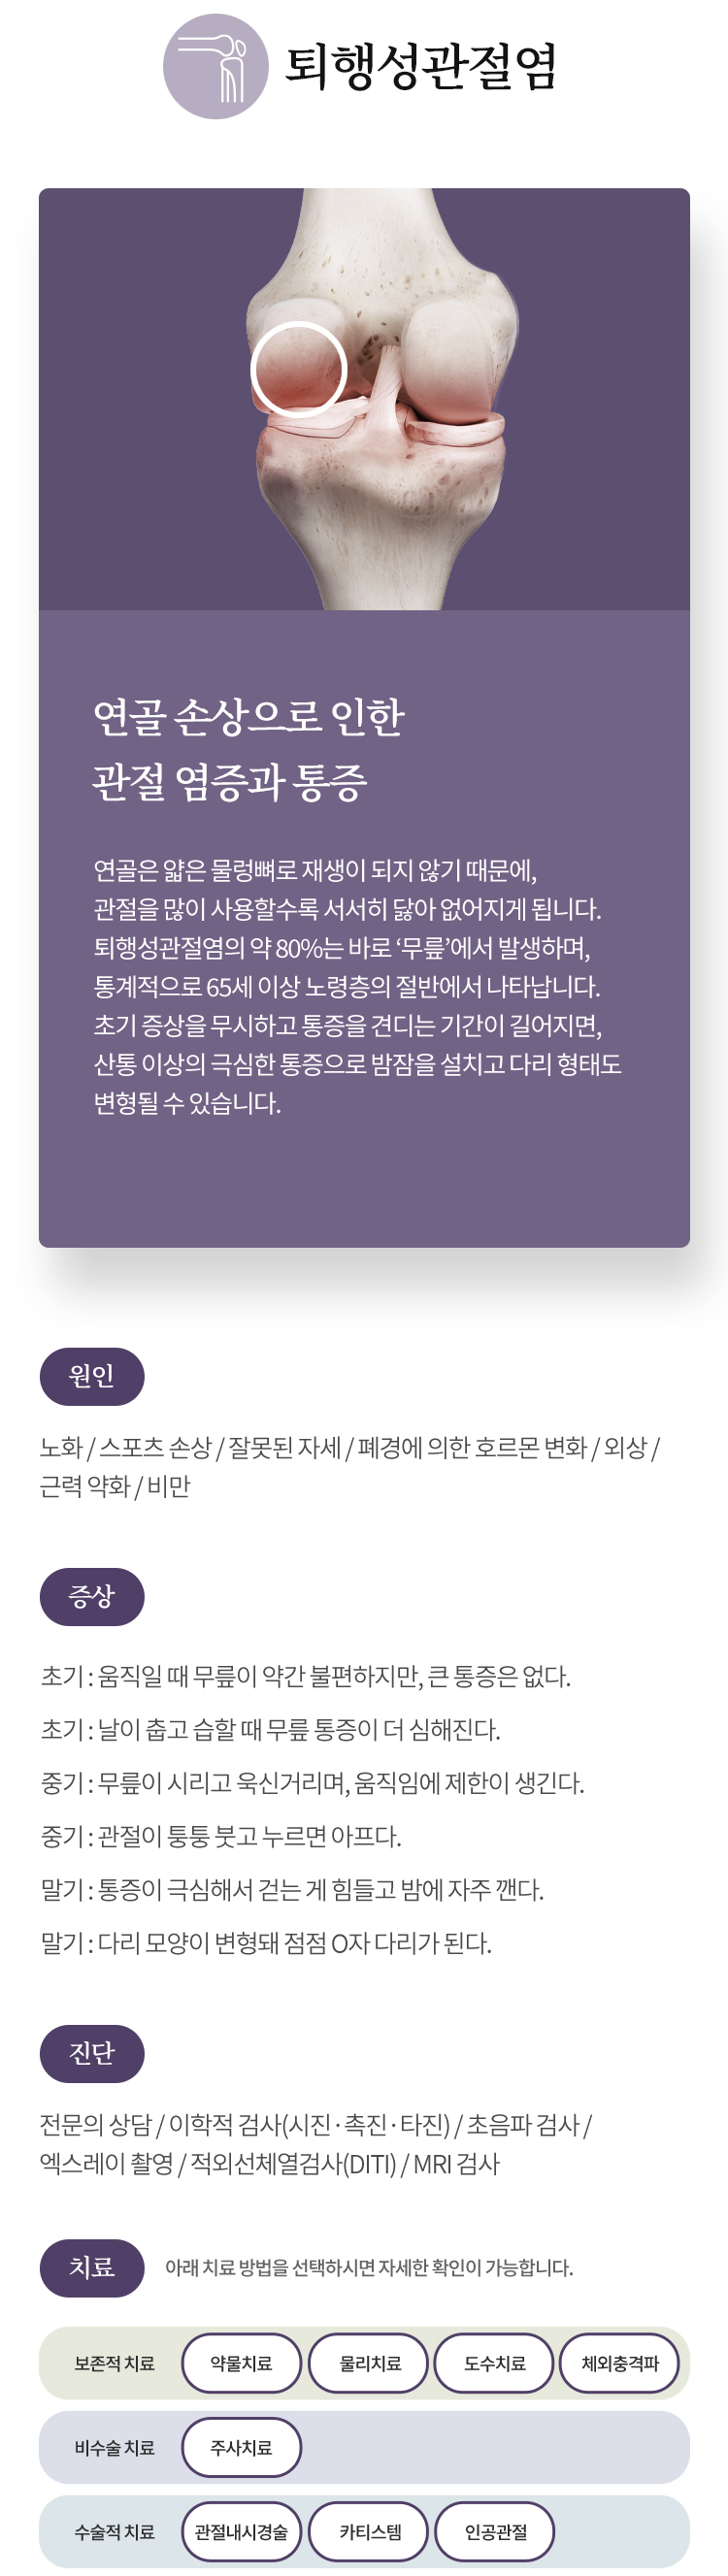 퇴행성관절염
연골 손상으로 인한
관절 염증과 통증
연골은 얇은 물렁뼈로 재생이 되지 않기 때문에,
관절을 많이 사용할수록 서서히 닳아 없어지게 됩니다.
퇴행성관절염의 약 80%는 바로 ‘무릎’에서 발생하며,
통계적으로 65세 이상 노령층의 절반에서 나타납니다.
초기 증상을 무시하고 통증을 견디는 기간이 길어지면,
산통 이상의 극심한 통증으로 밤잠을 설치고 다리 형태도
변형될 수 있습니다.
원인
노화 / 스포츠 손상 / 잘못된 자세 / 폐경에 의한 호르몬 변화 / 외상 /
근력 약화 / 비만
증상
초기 : 움직일 때 무릎이 약간 불편하지만, 큰 통증은 없다.
초기 : 날이 춥고 습할 때 무릎 통증이 더 심해진다.
중기 : 무릎이 시리고 욱신거리며, 움직임에 제한이 생긴다.
중기 : 관절이 퉁퉁 붓고 누르면 아프다.
말기 : 통증이 극심해서 걷는 게 힘들고 밤에 자주 깬다.
말기 : 다리 모양이 변형돼 점점 O자 다리가 된다.
진단
전문의 상담 / 이학적 검사(시진·촉진·타진) / 초음파 검사 /
엑스레이 촬영 / 적외선체열검사(DITI) / MRI 검사
치료 아래 치료 방법을 선택하시면 자세한 확인이 가능합니다.
보존적 치료 약물치료 물리치료 도수치료 체외충격파
비수술 치료 주사치료
수술적 치료 관절내시경술 카티스템 인공관절